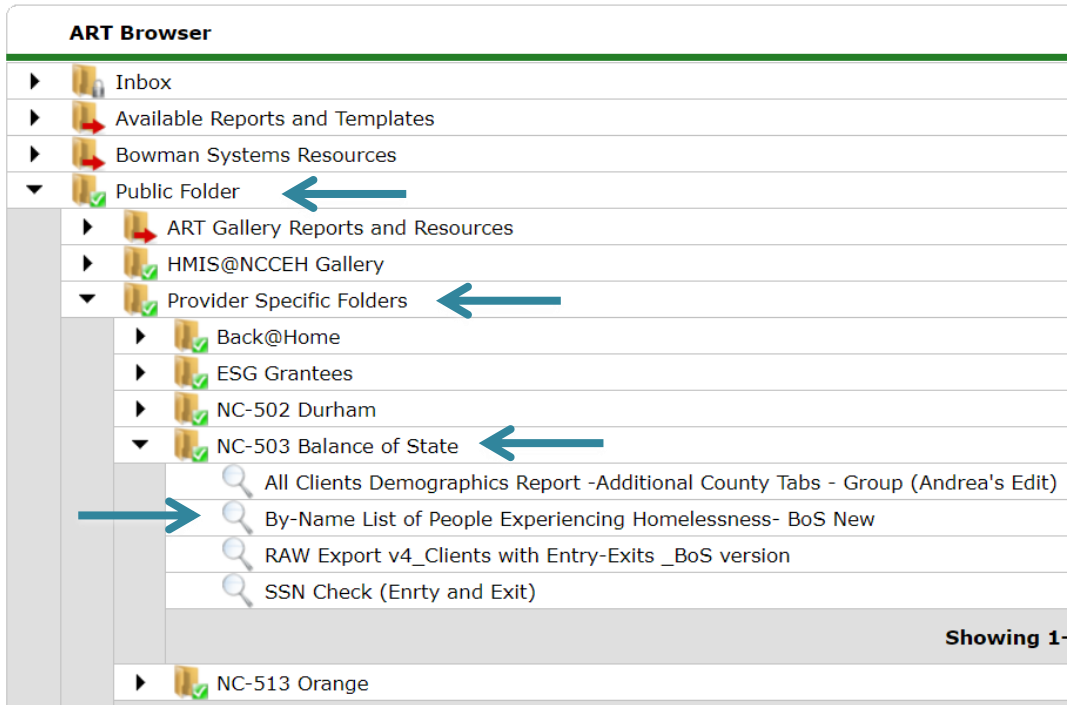 ART Browser
Inbox
Available Reports and Templates
Bowman Systems Resources
Public Folder
ART Gallery Reports and Resources
HMIS@NCCEH Gallery
Provider Specific Folders
Back@Home
ESG Grantees
NC-502 Durham
NC-503 Balance of State
All Clients Demographics Report -Additional County Tabs - Group (Andrea's Edit)
By-Name List of People Experiencing Homelessness- BoS New
RAW Export v4_Clients with Entry-Exits _BoS version
SSN Check (Enrty and Exit)
Showing 1-
NC-513 Orange